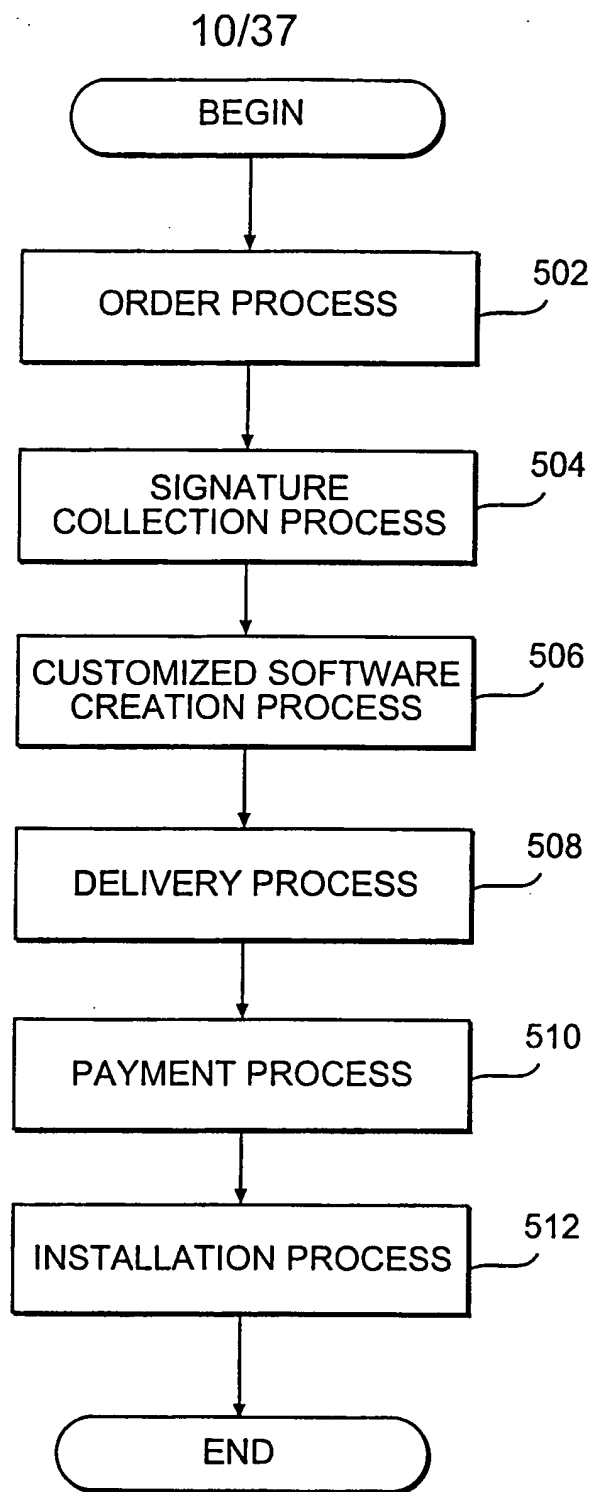 10/37
BEGIN
ORDER PROCESS
502
SIGNATURE
COLLECTION PROCESS
504
CUSTOMIZED SOFTWARE
CREATION PROCESS
506
DELIVERY PROCESS
508
PAYMENT PROCESS
510
INSTALLATION PROCESS
512
END